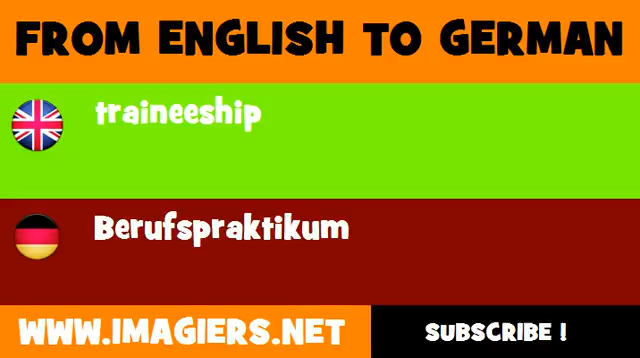 FROM ENGLISH TO GERMAN
traineeship
Berufspraktikum
WWW.IMAGIERS.NET
SUBSCRIBE !